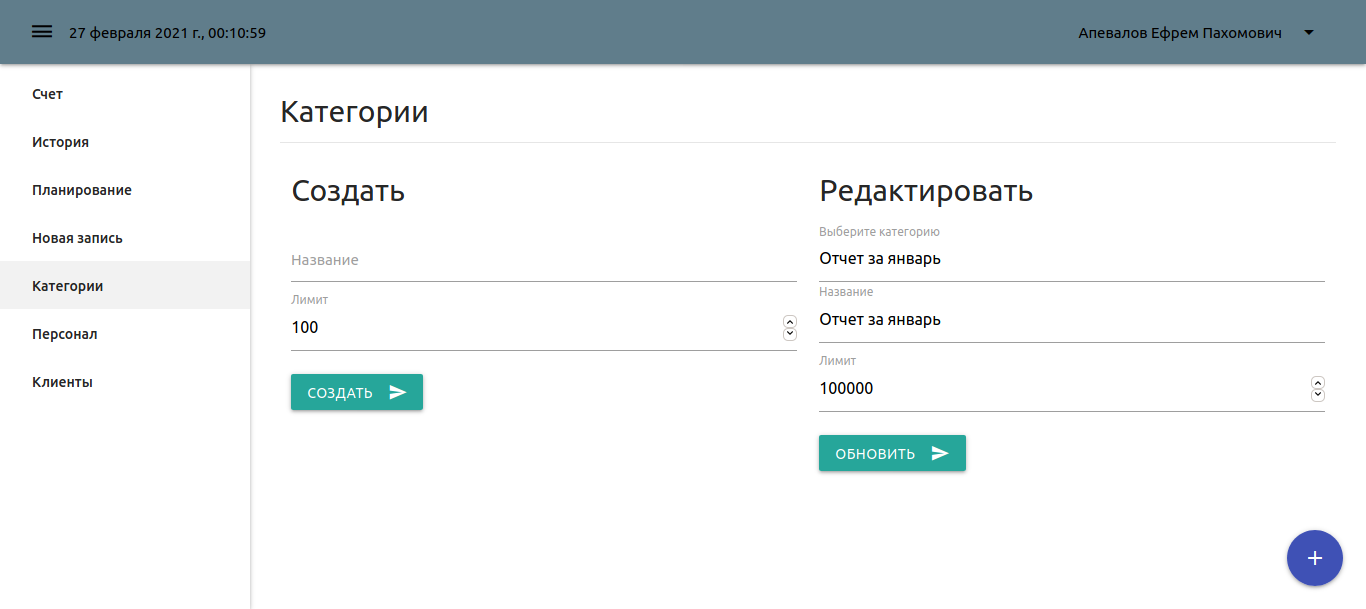 27 февраля 2021 г., 00:10:59
Апевалов Ефрем Пахомович
Счет
История
Планирование
Новая запись
Категории
Персонал
Клиенты
Категории
Создать
Название
Лимит
100
СОЗДАТЬ
Редактировать
Выберите категорию
Отчет за январь
Название
Отчет за январь
Лимит
100000
ОБНОВИТЬ